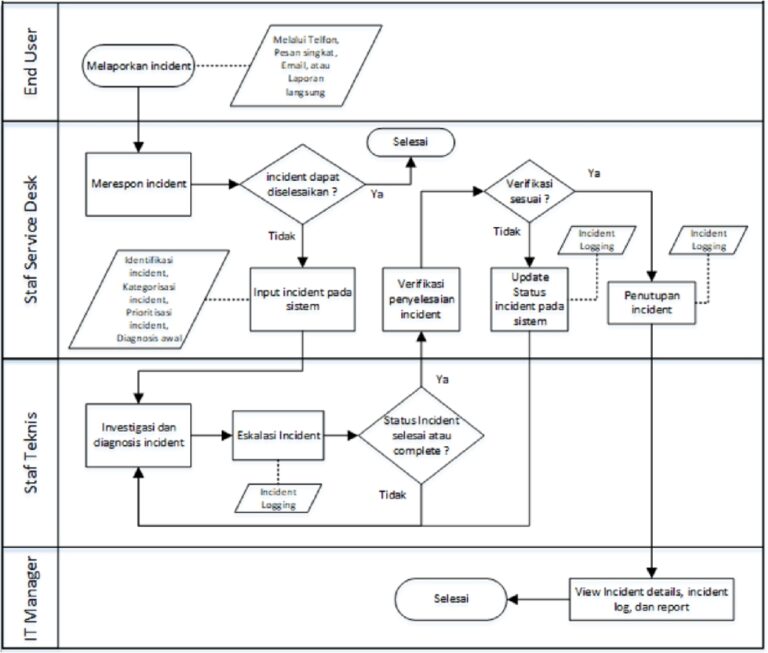 End User
Melaporkan incident
Melalui Telfon,
Pesan singkat,
Email, atau
Laporan
langsung
Staf Service Desk
Merespon incident
incident dapat
diselesaikan ?
Ya
Selesai
Tidak
Identifikasi
incident,
Kategorisasi
incident,
Prioritisasi
incident,
Diagnosis awal
Input incident pada
sistem
Verifikasi
penyelesaian
incident
Verifikasi
sesuai ?
Ya
Tidak
Incident
Logging
Update
Status
incident pada
sistem
Incident
Logging
Penutupan
incident
Staf Teknis
Investigasi dan
diagnosis incident
Eskalasi Incident
Incident
Logging
Status Incident
selesai atau
complete ?
Ya
Tidak
IT Manager
Selesai
View Incident details, incident
log, dan report